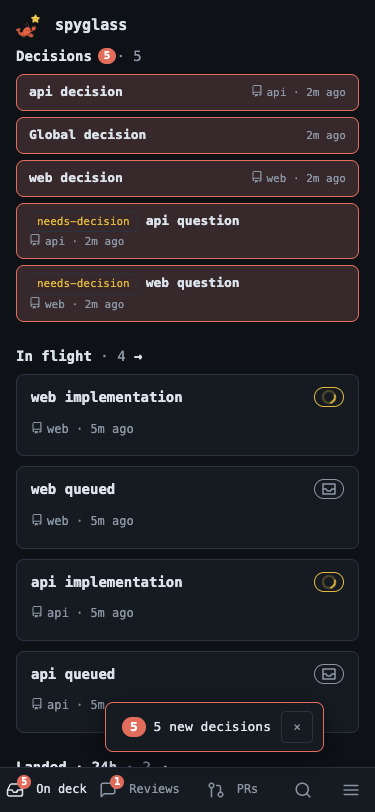 spyglass
Decisions 5 · 5
api decision api · 2m ago
Global decision 2m ago
web decision web · 2m ago
needs-decision api question
api · 2m ago
needs-decision web question
web · 2m ago
In flight · 4 →
web implementation
web · 5m ago
web queued
web · 5m ago
api implementation
api · 5m ago
api queued
api · 5m
5 5 new decisions ×
Landed · 24h · 2 →
5 On deck 1 Reviews PRs